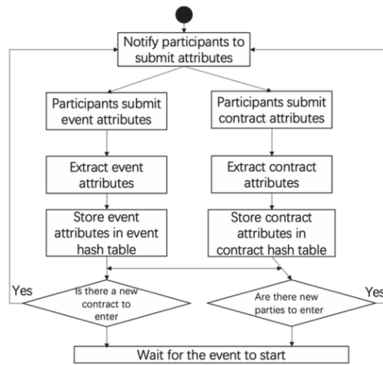 Notify participants to
submit attributes
Participants submit
event attributes
Participants submit
contract attributes
Extract event
attributes
Extract contract
attributes
Store event
attributes in event
hash table
Store contract
attributes in
contract hash table
Yes
Is there a new
contract to
enter
Are there new
parties to enter
Yes
Wait for the event to start